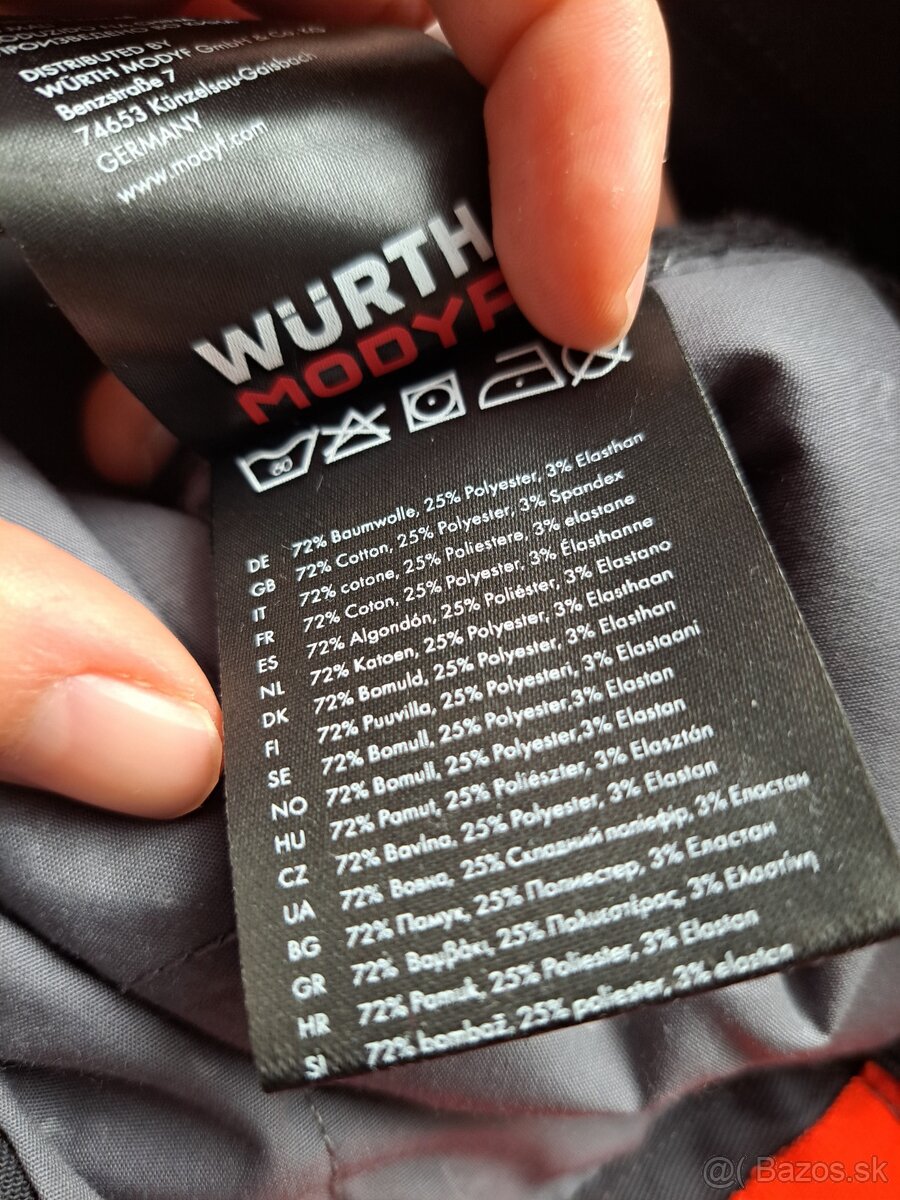 DISTRIBUTED BY
WÜRTH MODYF GmbH & Co. KG
Benzstraße 7
74653 Künzelsau-Gaisbach
GERMANY
www.modyf.com
WÜRTH
MODYF
60
DE 72% Baumwolle, 25% Polyester, 3% Elasthan
GB 72% Cotton, 25% Polyester, 3% Spandex
IT 72% cotone, 25% Poliestere, 3% elastane
FR 72% Coton, 25% Polyester, 3% Élasthanne
ES 72% Algondón, 25% Poliéster, 3% Elastano
NL 72% Katoen, 25% Polyester, 3% Elasthaan
DK 72% Bomuld, 25% Polyester, 3% Elasthan
FI 72% Puuvilla, 25% Polyesteri, 3% Elastaani
SE 72% Bomull, 25% Polyester,3% Elastan
NO 72% Bomull, 25% Polyester,3% Elastan
HU 72% Pamut, 25% Poliészter, 3% Elasztán
CZ 72% Bavlna, 25% Polyester, 3% Elastan
UA 72% Вовна, 25% Складний поліефір, 3% Еластан
BG 72% Памук, 25% Полиестер, 3% Еластан
GR 72% Βαμβάκι, 25% Πολυεστέρας, 3% Ελαστίνη
HR 72% Pamuk, 25% Poliester, 3% Elastan
SI 72% bombaž, 25% poliester, 3% elastan
@( Bazos.sk